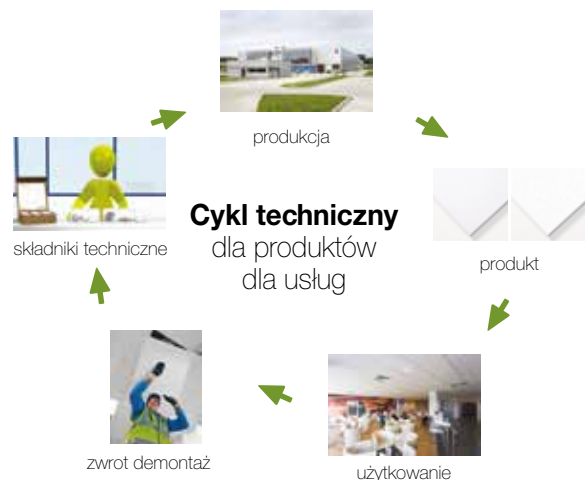 produkcja
Cykl techniczny
dla produktów
dla usług
składniki techniczne
produkt
zwrot demontaż
użytkowanie